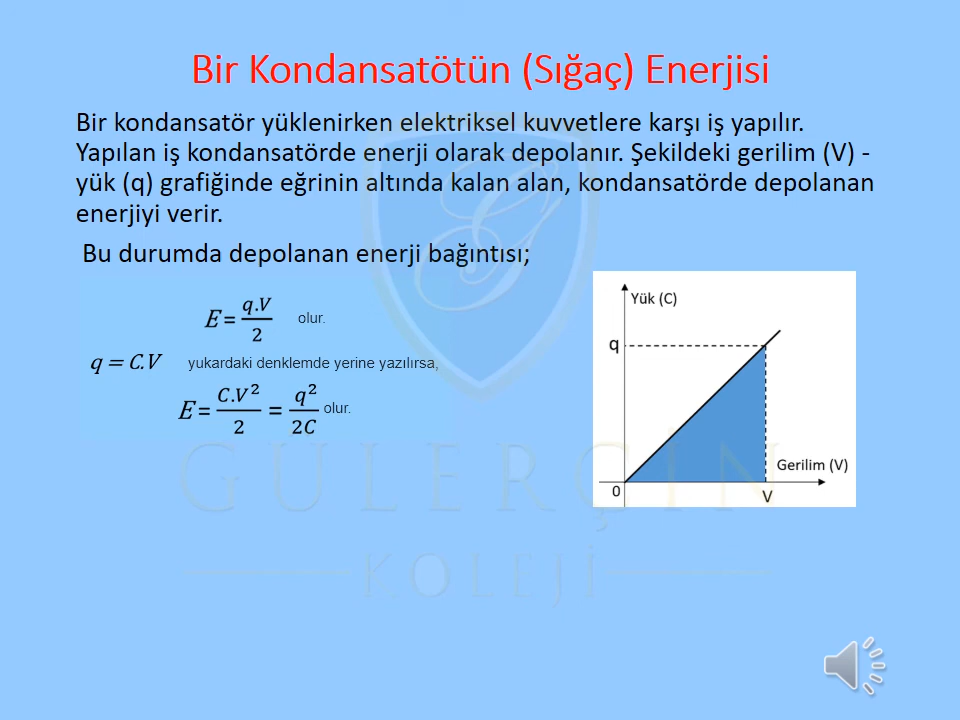 Bir Kondansatötün (Sığaç) Enerjisi
Bir kondansatör yüklenirken elektriksel kuvvetlere karşı iş yapılır.
Yapılan iş kondansatörde enerji olarak depolanır. Şekildeki gerilim (V) -
yük (q) grafiğinde eğrinin altında kalan alan, kondansatörde depolanan
enerjiyi verir.
Bu durumda depolanan enerji bağıntısı;
E = q.V / 2 olur.
q = C.V yukardaki denklemde yerine yazılırsa,
E = C.V² / 2 = q² / 2C olur.
Yük (C)
q
Gerilim (V)
0
V
GÜLERÇİN
KOLEJİ